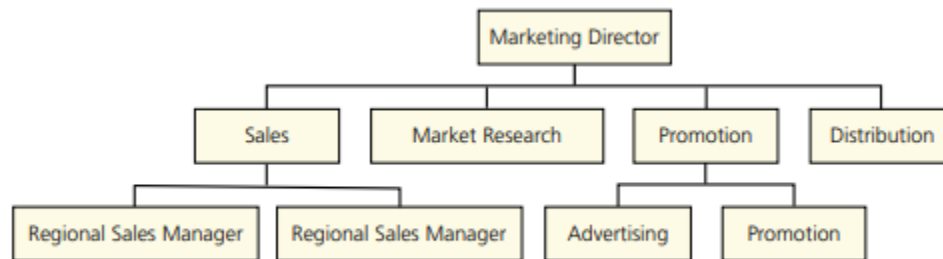 Marketing Director
Sales
Market Research
Promotion
Distribution
Regional Sales Manager
Regional Sales Manager
Advertising
Promotion